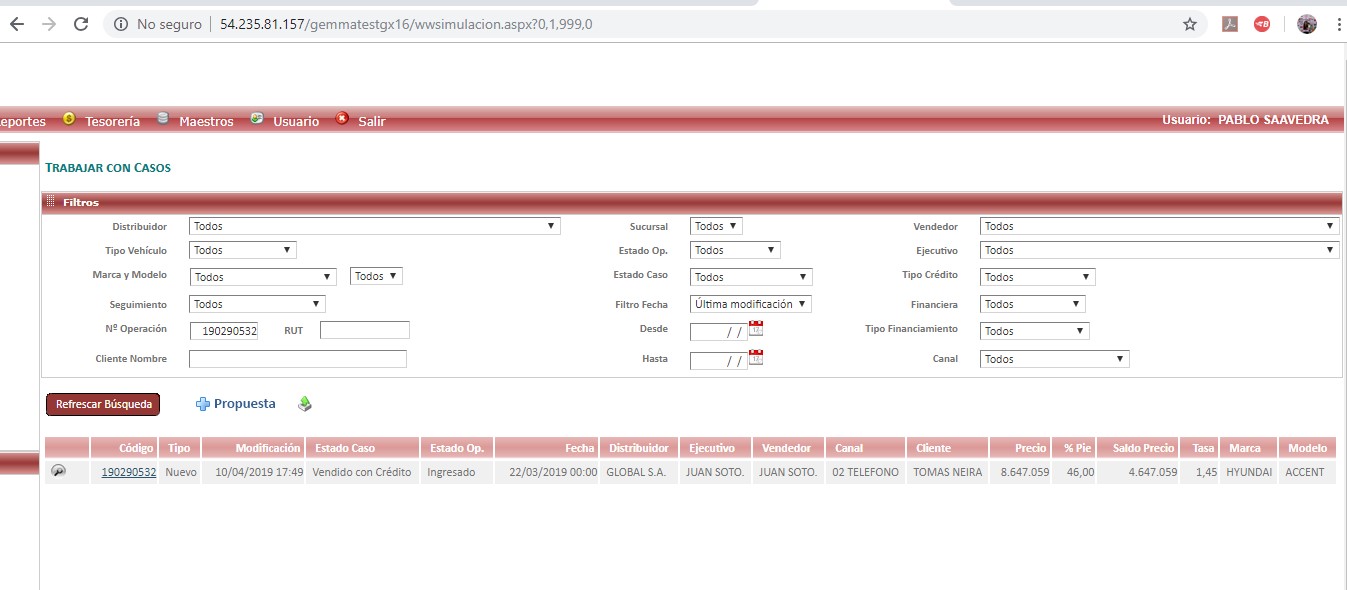 No seguro | 54.235.81.157/gemmatestgx16/wwsimulacion.aspx?0,1,999,0
eportes Tesorería Maestros Usuario Salir Usuario: PABLO SAAVEDRA
TRABAJAR CON CASOS
Filtros
Distribuidor Todos Sucursal Todos Vendedor Todos
Tipo Vehículo Todos Estado Op. Todos Ejecutivo Todos
Marca y Modelo Todos Todos Estado Caso Todos Tipo Crédito Todos
Seguimiento Todos Filtro Fecha Última modificación Financiera Todos
Nº Operación 190290532 RUT Desde / / Tipo Financiamiento Todos
Cliente Nombre Hasta / / Canal Todos
Refrescar Búsqueda Propuesta
Código Tipo Modificación Estado Caso Estado Op. Fecha Distribuidor Ejecutivo Vendedor Canal Cliente Precio % Pie Saldo Precio Tasa Marca Modelo
190290532 Nuevo 10/04/2019 17:49 Vendido con Crédito Ingresado 22/03/2019 00:00 GLOBAL S.A. JUAN SOTO. JUAN SOTO. 02 TELEFONO TOMAS NEIRA 8.647.059 46,00 4.647.059 1,45 HYUNDAI ACCENT